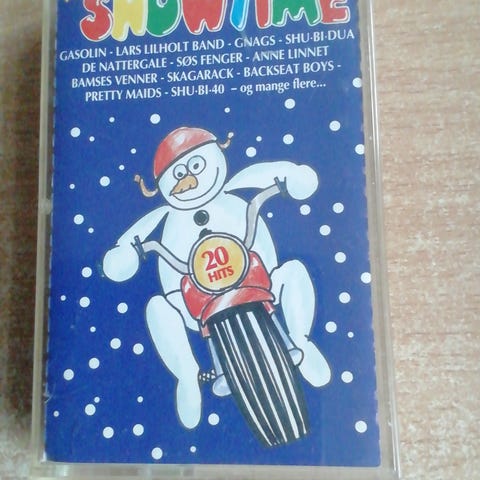 SNOWTIME
GASOLIN - LARS LILHOLT BAND - GNAGS - SHU·BI·DUA
DE NATTERGALE - SØS FENGER - ANNE LINNET
BAMSES VENNER - SKAGARACK - BACKSEAT BOYS -
PRETTY MAIDS - SHU·BI·40 – og mange flere...
20
HITS